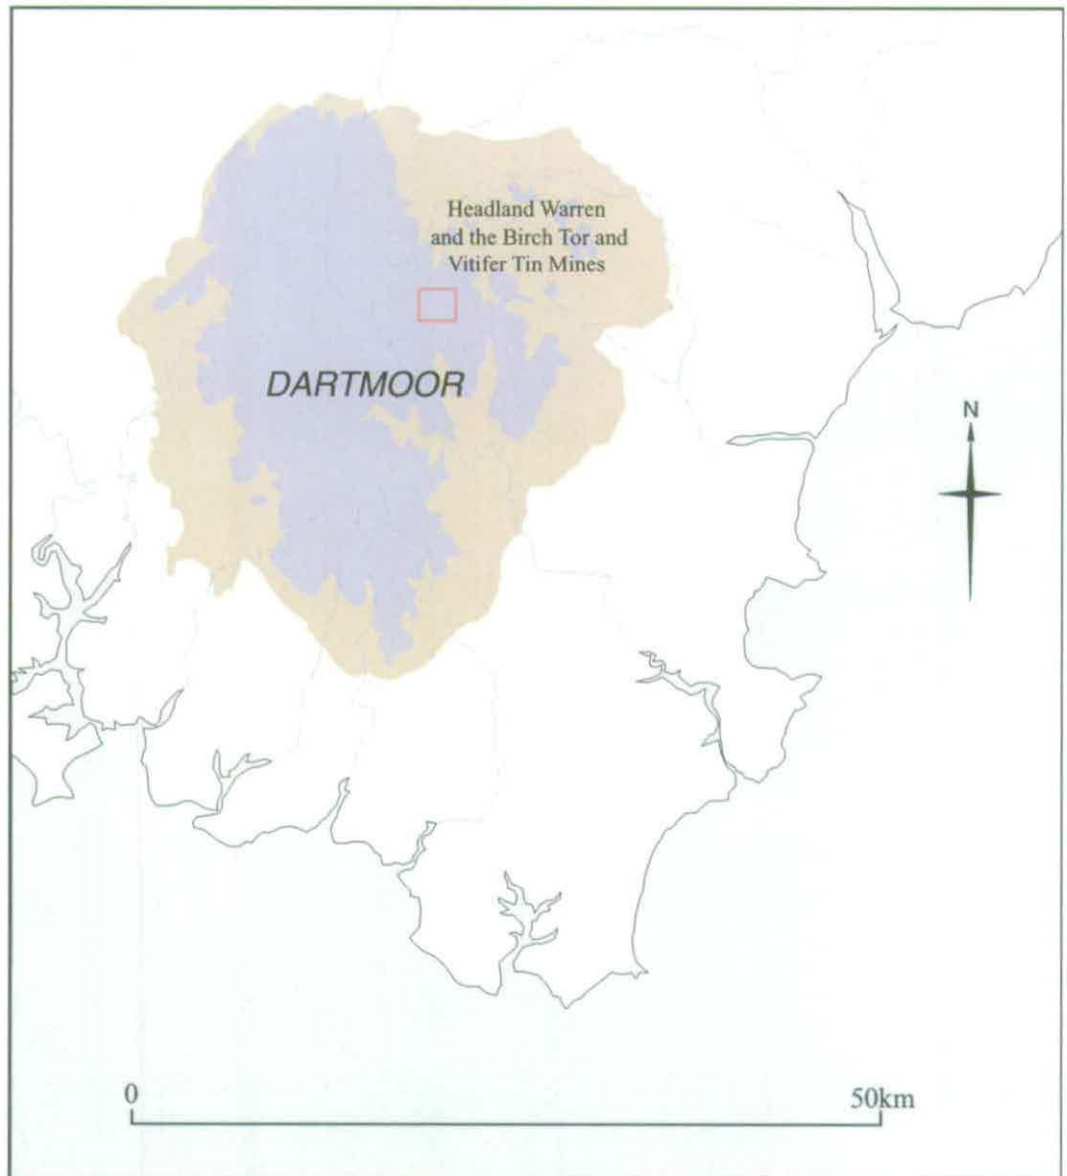 Headland Warren
and the Birch Tor and
Vitifer Tin Mines
DARTMOOR
N
0
50km